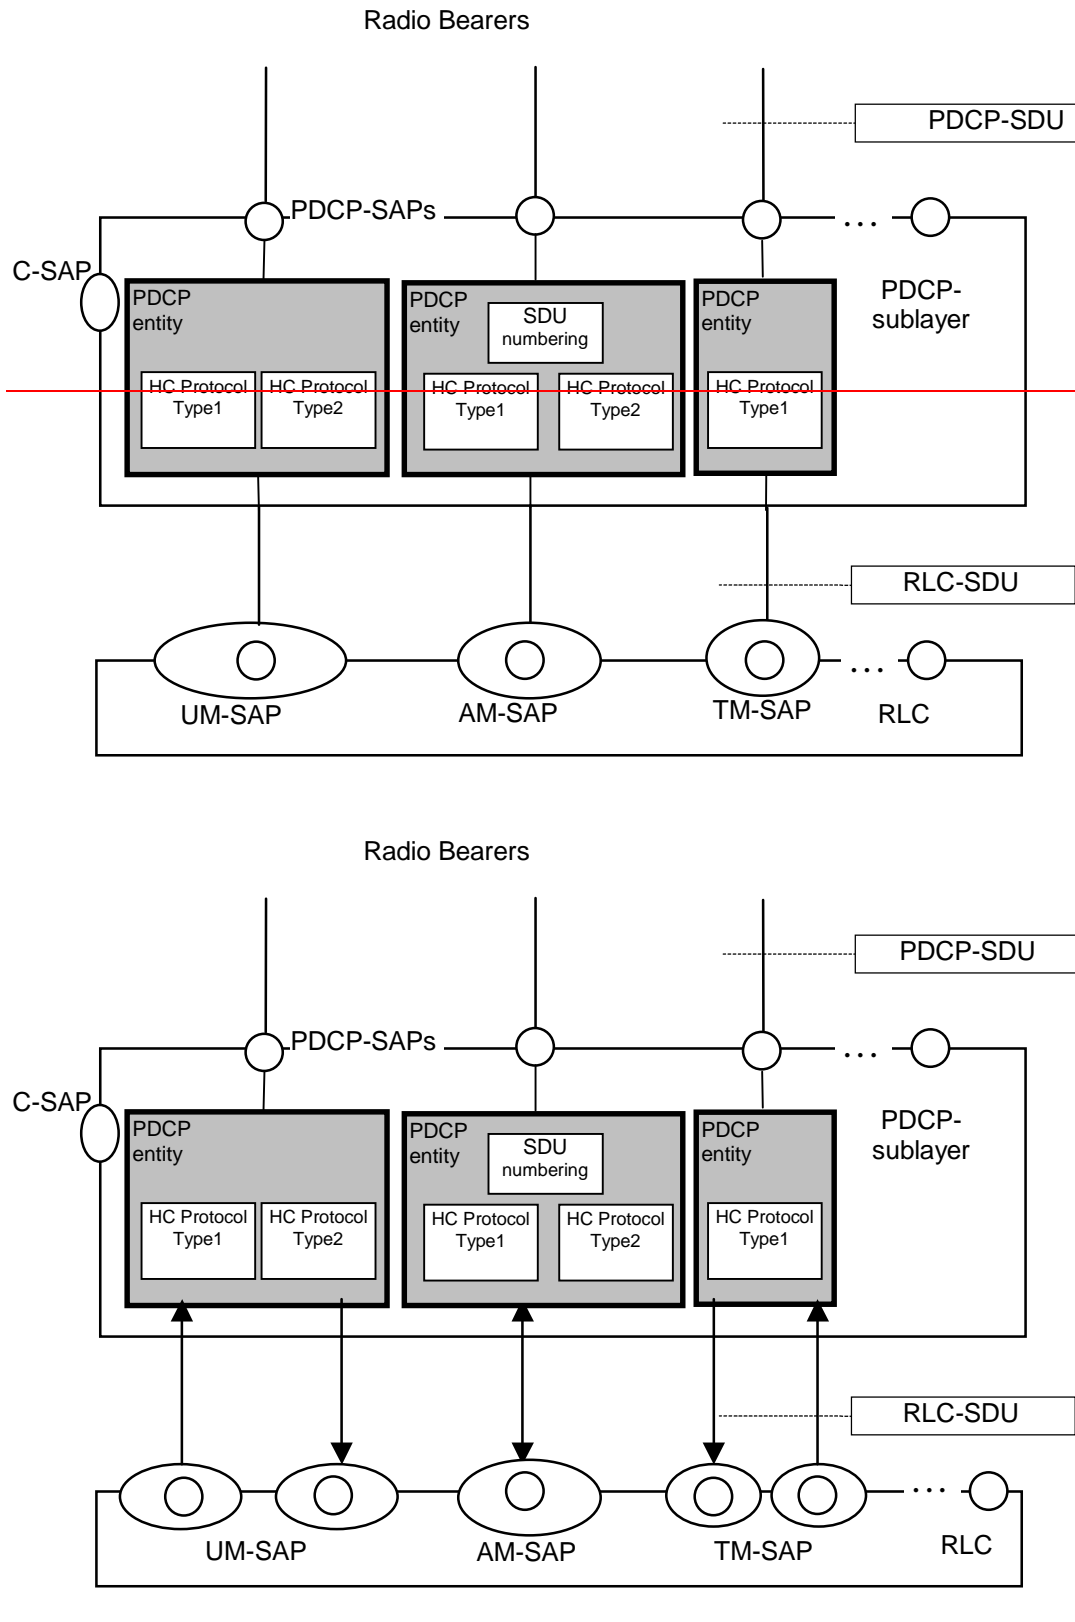 Radio Bearers
PDCP-SDU
PDCP-SAPs
...
C-SAP
PDCP
entity
SDU
numbering
HC Protocol
Type1
HC Protocol
Type2
PDCP
entity
HC Protocol
Type1
HC Protocol
Type2
PDCP
entity
HC Protocol
Type1
PDCP-
sublayer
RLC-SDU
...
UM-SAP
AM-SAP
TM-SAP
RLC
Radio Bearers
PDCP-SDU
PDCP-SAPs
...
C-SAP
PDCP
entity
HC Protocol
Type1
HC Protocol
Type2
PDCP
entity
SDU
numbering
HC Protocol
Type1
HC Protocol
Type2
PDCP
entity
HC Protocol
Type1
PDCP-
sublayer
RLC-SDU
...
UM-SAP
AM-SAP
TM-SAP
RLC